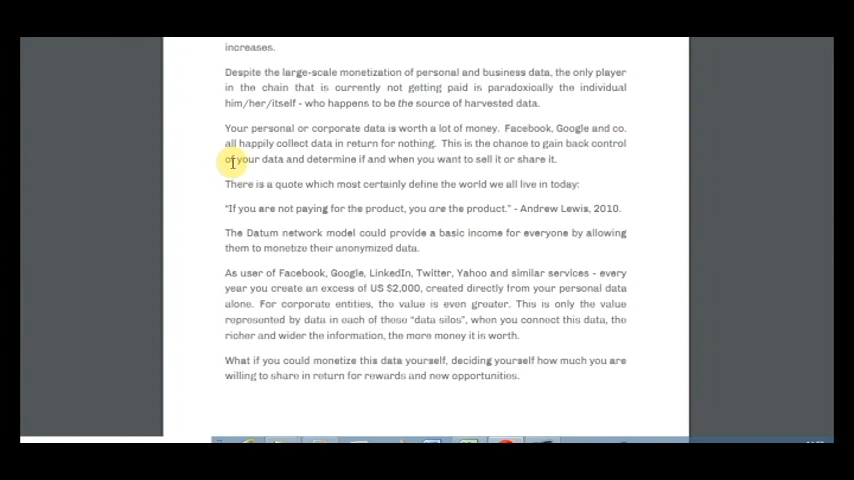 increases.
Despite the large-scale monetization of personal and business data, the only player
in the chain that is currently not getting paid is paradoxically the individual
him/her/itself - who happens to be the source of harvested data.
Your personal or corporate data is worth a lot of money. Facebook, Google and co.
all happily collect data in return for nothing. This is the chance to gain back control
of your data and determine if and when you want to sell it or share it.
There is a quote which most certainly define the world we all live in today:
“If you are not paying for the product, you are the product.” - Andrew Lewis, 2010.
The Datum network model could provide a basic income for everyone by allowing
them to monetize their anonymized data.
As user of Facebook, Google, LinkedIn, Twitter, Yahoo and similar services - every
year you create an excess of US $2,000, created directly from your personal data
alone. For corporate entities, the value is even greater. This is only the value
represented by data in each of these “data silos”, when you connect this data, the
richer and wider the information, the more money it is worth.
What if you could monetize this data yourself, deciding yourself how much you are
willing to share in return for rewards and new opportunities.